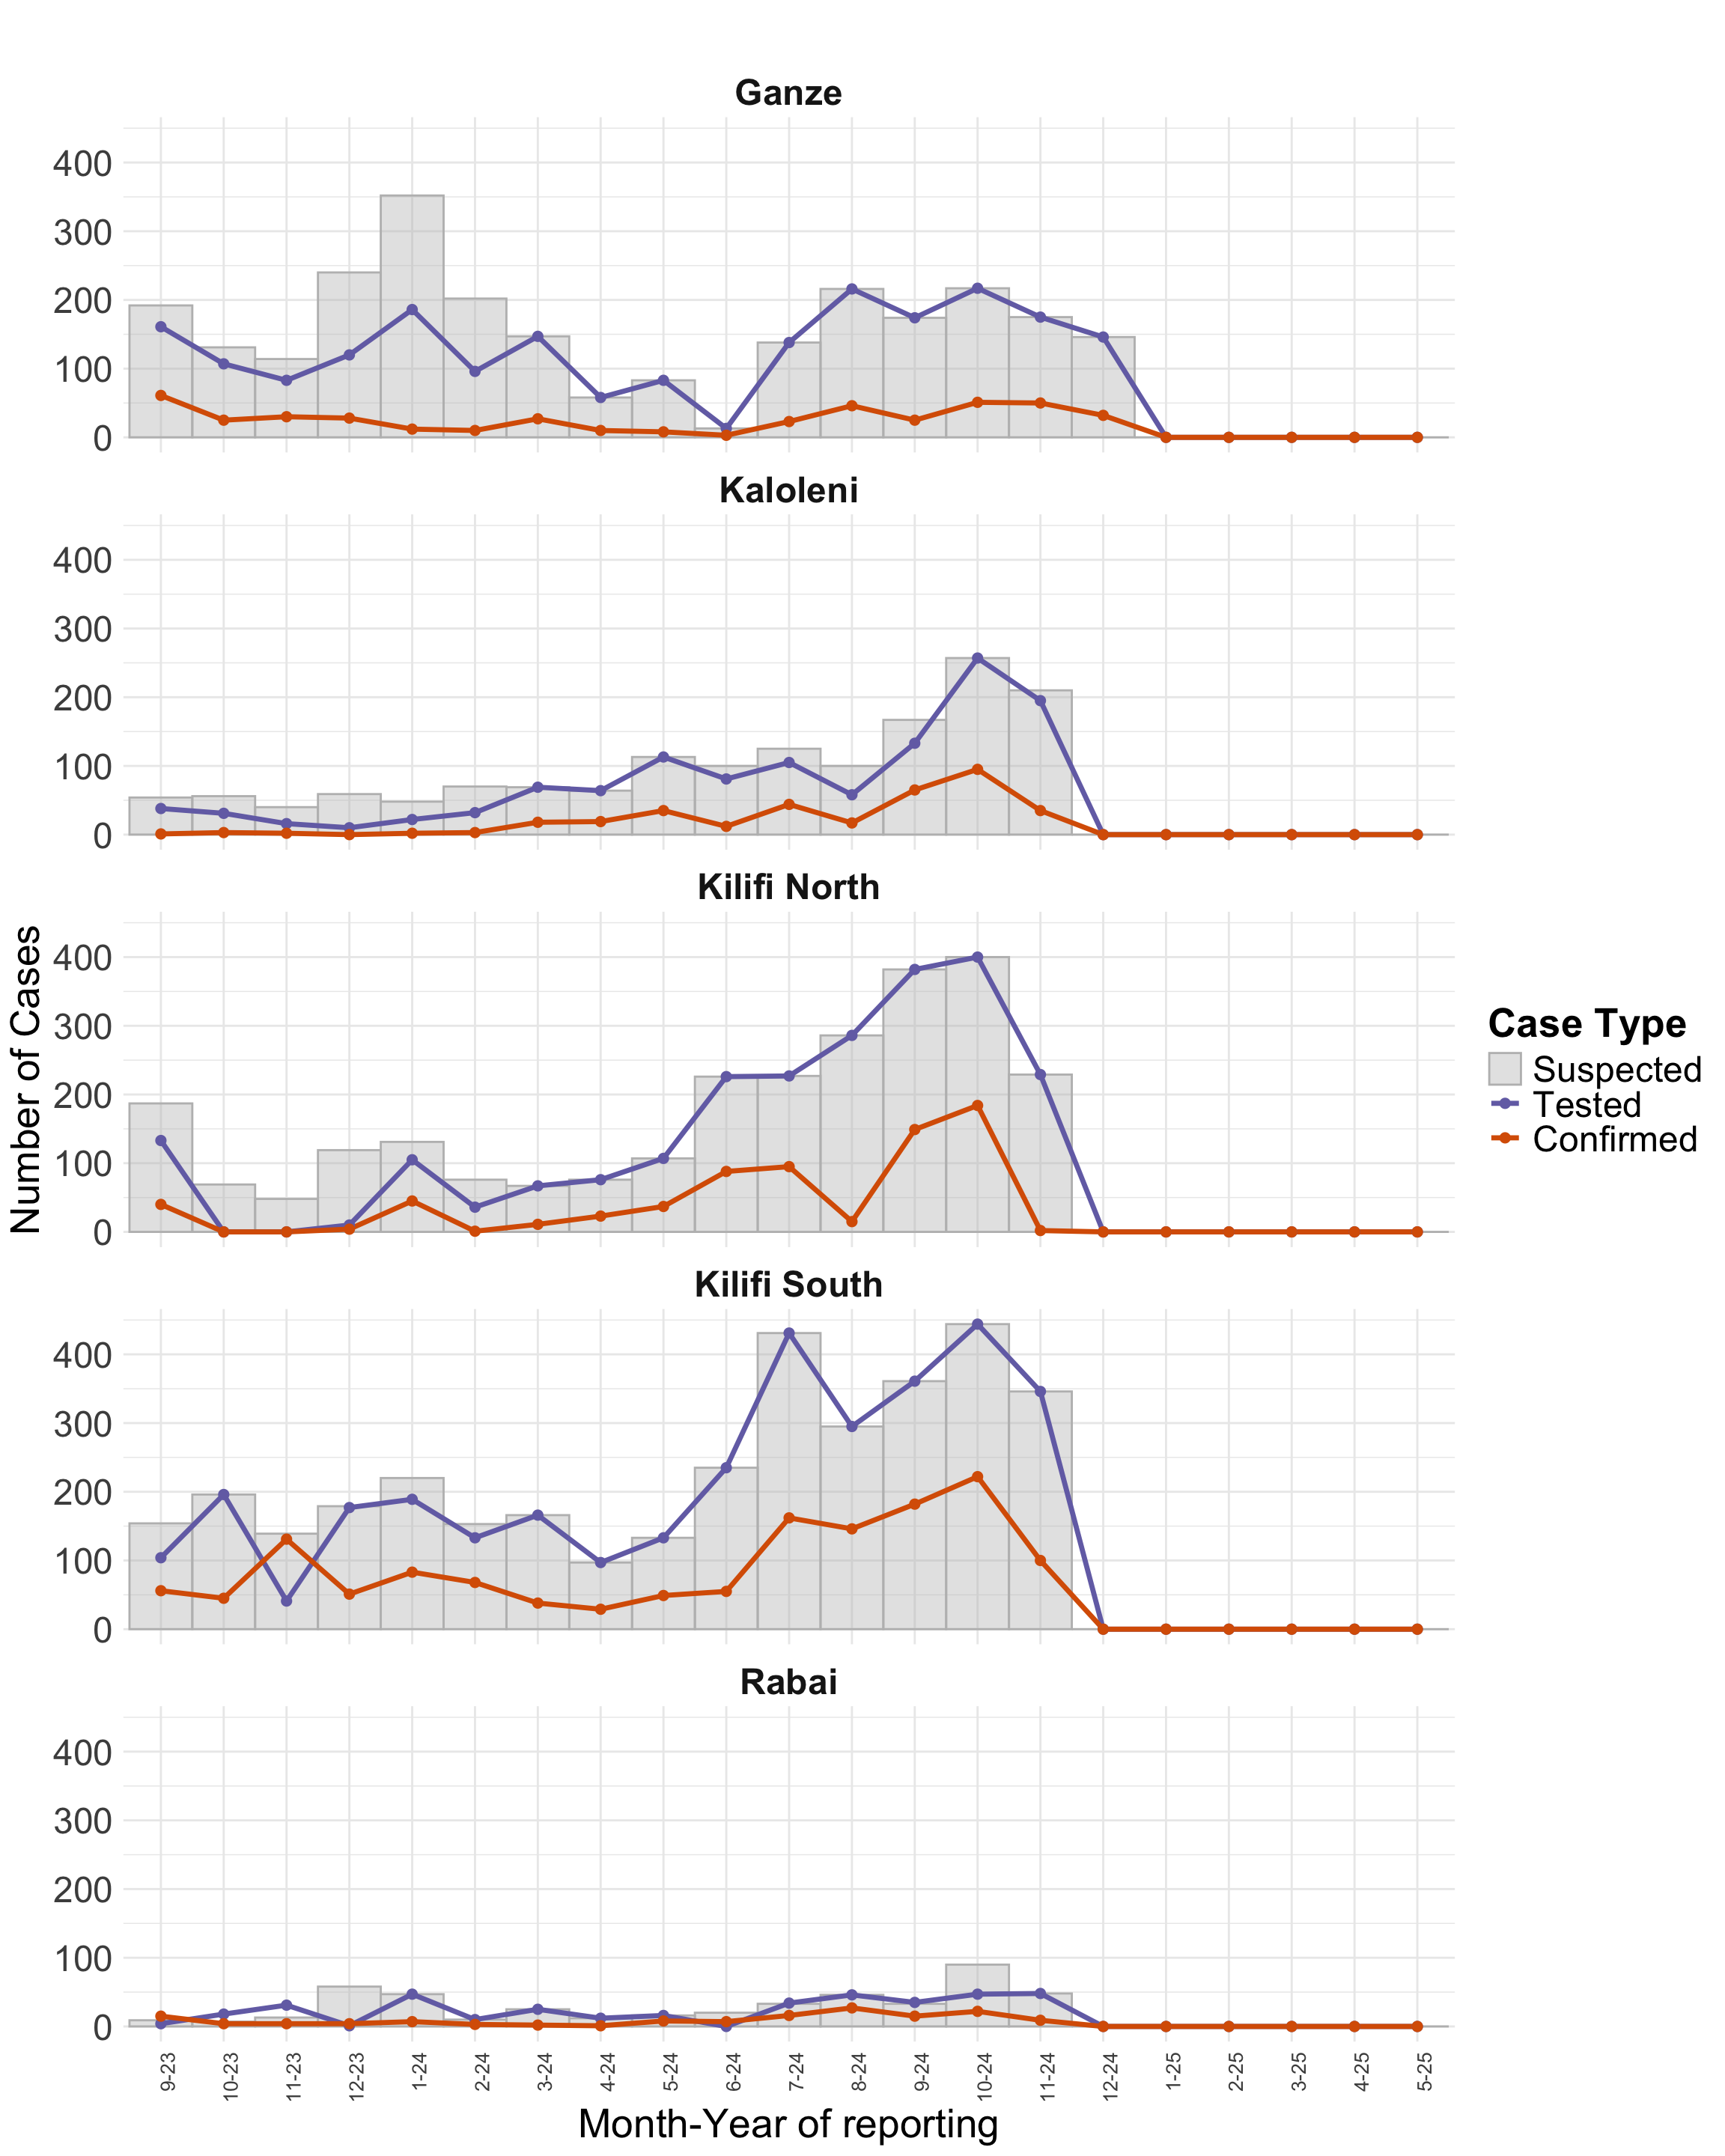 Ganze
400
300
200
100
0
Kaloleni
400
300
200
100
0
Kilifi North
400
300
200
100
0
Kilifi South
400
300
200
100
0
Rabai
400
300
200
100
0
9-23 10-23 11-23 12-23 1-24 2-24 3-24 4-24 5-24 6-24 7-24 8-24 9-24 10-24 11-24 12-24 1-25 2-25 3-25 4-25 5-25
Month-Year of reporting
Number of Cases
Case Type
Suspected
Tested
Confirmed